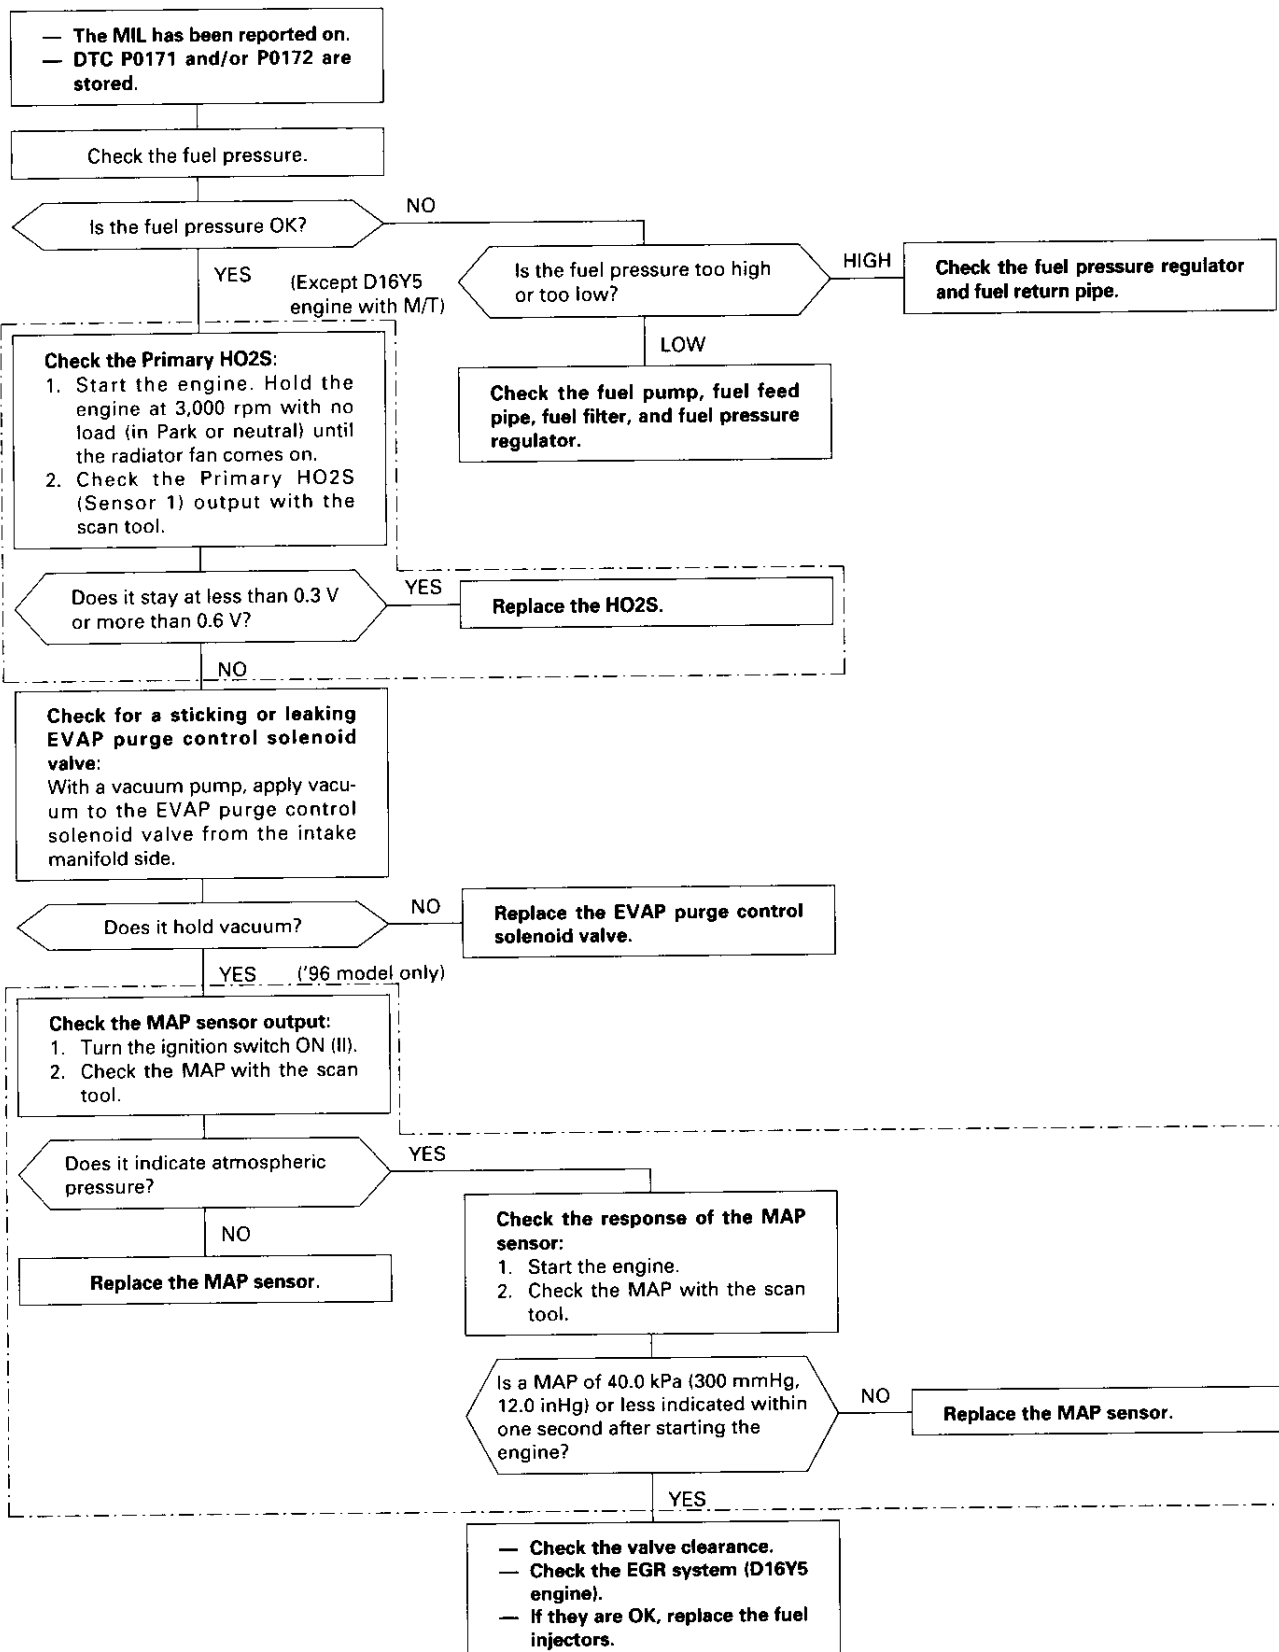 — The MIL has been reported on.
— DTC P0171 and/or P0172 are
stored.
Check the fuel pressure.
Is the fuel pressure OK?
NO
YES
(Except D16Y5
engine with M/T)
Is the fuel pressure too high
or too low?
HIGH
Check the fuel pressure regulator
and fuel return pipe.
LOW
Check the fuel pump, fuel feed
pipe, fuel filter, and fuel pressure
regulator.
Check the Primary HO2S:
1. Start the engine. Hold the
engine at 3,000 rpm with no
load (in Park or neutral) until
the radiator fan comes on.
2. Check the Primary HO2S
(Sensor 1) output with the
scan tool.
Does it stay at less than 0.3 V
or more than 0.6 V?
YES
Replace the HO2S.
NO
Check for a sticking or leaking
EVAP purge control solenoid
valve:
With a vacuum pump, apply vacu-
um to the EVAP purge control
solenoid valve from the intake
manifold side.
Does it hold vacuum?
NO
Replace the EVAP purge control
solenoid valve.
YES
('96 model only)
Check the MAP sensor output:
1. Turn the ignition switch ON (II).
2. Check the MAP with the scan
tool.
Does it indicate atmospheric
pressure?
YES
NO
Replace the MAP sensor.
Check the response of the MAP
sensor:
1. Start the engine.
2. Check the MAP with the scan
tool.
Is a MAP of 40.0 kPa (300 mmHg,
12.0 inHg) or less indicated within
one second after starting the
engine?
NO
Replace the MAP sensor.
YES
— Check the valve clearance.
— Check the EGR system (D16Y5
engine).
— If they are OK, replace the fuel
injectors.